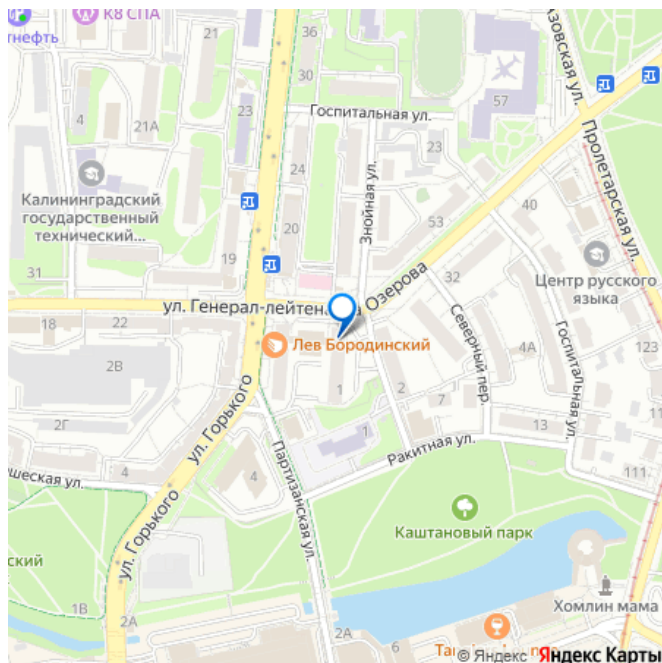 К8 СПА
тнефть
36
21
30
57
ЗОВСКАЯ ул.
Госпитальная ул.
4
21А
23
23
Пролетарская ул.
Калининградский
государственный
технический...
24
Знойная ул.
40
20
53
19
31
32
Центр русского
языка
ул. Генерал-лейтена
а Озерова
18
22
Лев Бородинский
Северный пер.
Госпитальная ул.
123
2В
4А
1
2
7
2Г
13
ул. Горького
1
4
4
Ракитная ул.
111
шеская ул.
Партизанская ул.
Каштановый парк
ул. Горького
ский
1В
Хомлин мама
2А
2А
6
Та
© Яндекс Яндекс Карты